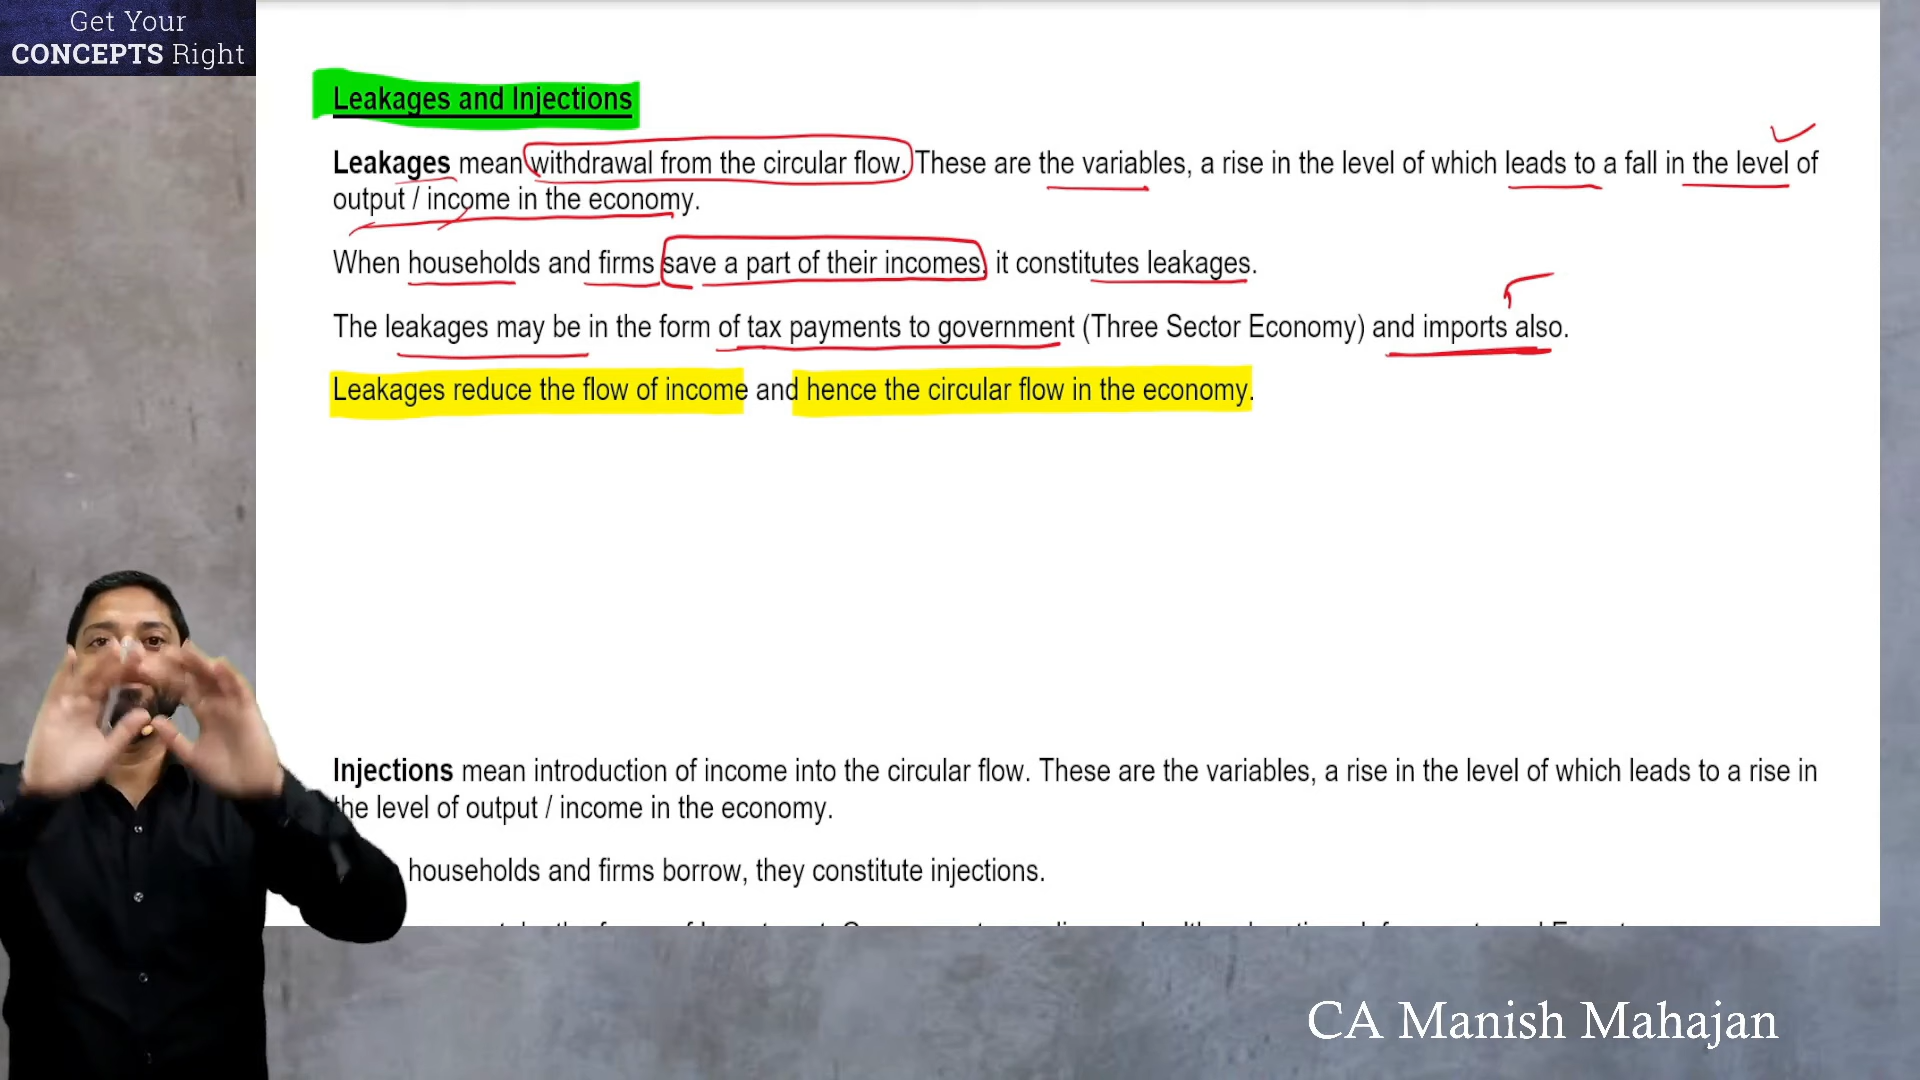 Get Your
CONCEPTS Right
Leakages and Injections
Leakages mean withdrawal from the circular flow. These are the variables, a rise in the level of which leads to a fall in the level of
output / income in the economy.
When households and firms save a part of their incomes, it constitutes leakages.
The leakages may be in the form of tax payments to government (Three Sector Economy) and imports also.
Leakages reduce the flow of income and hence the circular flow in the economy.
Injections mean introduction of income into the circular flow. These are the variables, a rise in the level of which leads to a rise in
the level of output / income in the economy.
households and firms borrow, they constitute injections.
CA Manish Mahajan